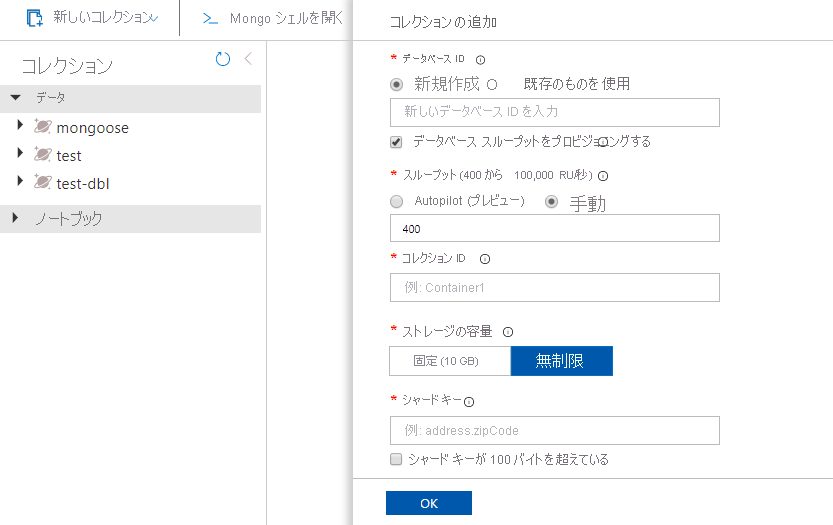 新しいコレクション
Mongo シェルを開く
コレクション
データ
mongoose
test
test-dbl
ノートブック
コレクションの追加
* データベース ID
新規作成 既存のものを使用
新しいデータベース ID を入力
データベース スループットをプロビジョニングする
* スループット (400 から 100,000 RU/秒)
Autopilot (プレビュー) 手動
400
* コレクション ID
例: Container1
* ストレージの容量
固定 (10 GB) 無制限
* シャード キー
例: address.zipCode
シャード キーが 100 バイトを超えている
OK